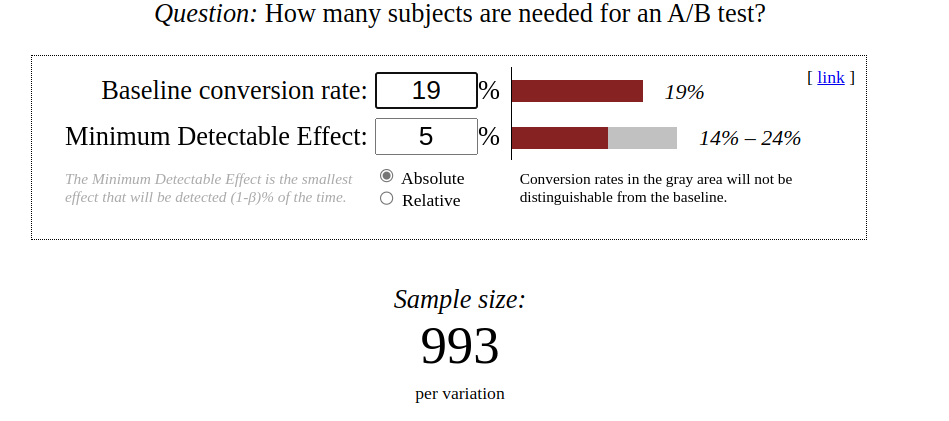 Question: How many subjects are needed for an A/B test?
Baseline conversion rate: 19 % 19% [ link ]
Minimum Detectable Effect: 5 % 14% – 24%
The Minimum Detectable Effect is the smallest
effect that will be detected (1-β)% of the time.
Absolute
Relative
Conversion rates in the gray area will not be
distinguishable from the baseline.
Sample size:
993
per variation